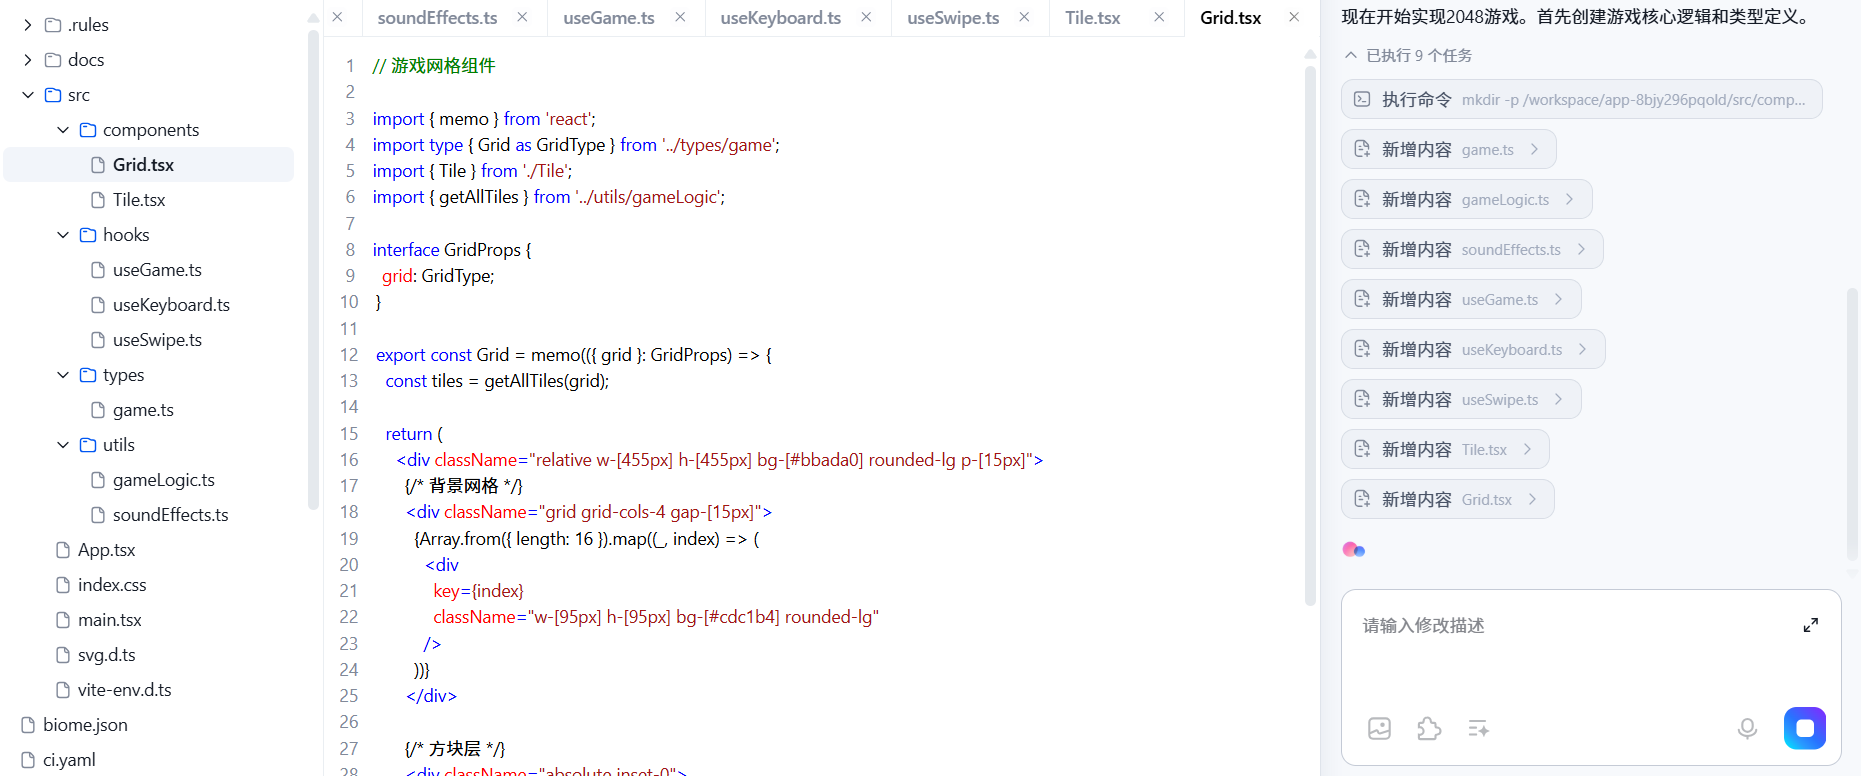 .rules
docs
src
components
Grid.tsx
Tile.tsx
hooks
useGame.ts
useKeyboard.ts
useSwipe.ts
types
game.ts
utils
gameLogic.ts
soundEffects.ts
App.tsx
index.css
main.tsx
svg.d.ts
vite-env.d.ts
biome.json
ci.yaml
soundEffects.ts
useGame.ts
useKeyboard.ts
useSwipe.ts
Tile.tsx
Grid.tsx
1 // 游戏网格组件
2
3 import { memo } from 'react';
4 import type { Grid as GridType } from '../types/game';
5 import { Tile } from './Tile';
6 import { getAllTiles } from '../utils/gameLogic';
7
8 interface GridProps {
9 grid: GridType;
10 }
11
12 export const Grid = memo(({ grid }: GridProps) => {
13 const tiles = getAllTiles(grid);
14
15 return (
16 <div className="relative w-[455px] h-[455px] bg-[#bbada0] rounded-lg p-[15px]">
17 {/* 背景网格 */}
18 <div className="grid grid-cols-4 gap-[15px]">
19 {Array.from({ length: 16 }).map((_, index) => (
20 <div
21 key={index}
22 className="w-[95px] h-[95px] bg-[#cdc1b4] rounded-lg"
23 />
24 ))}
25 </div>
26
27 {/* 方块层 */}
28 <div className="absolute inset-0">
现在开始实现2048游戏。首先创建游戏核心逻辑和类型定义。
已执行 9 个任务
执行命令 mkdir -p /workspace/app-8bjy296pqold/src/comp...
新增内容 game.ts
新增内容 gameLogic.ts
新增内容 soundEffects.ts
新增内容 useGame.ts
新增内容 useKeyboard.ts
新增内容 useSwipe.ts
新增内容 Tile.tsx
新增内容 Grid.tsx
请输入修改描述